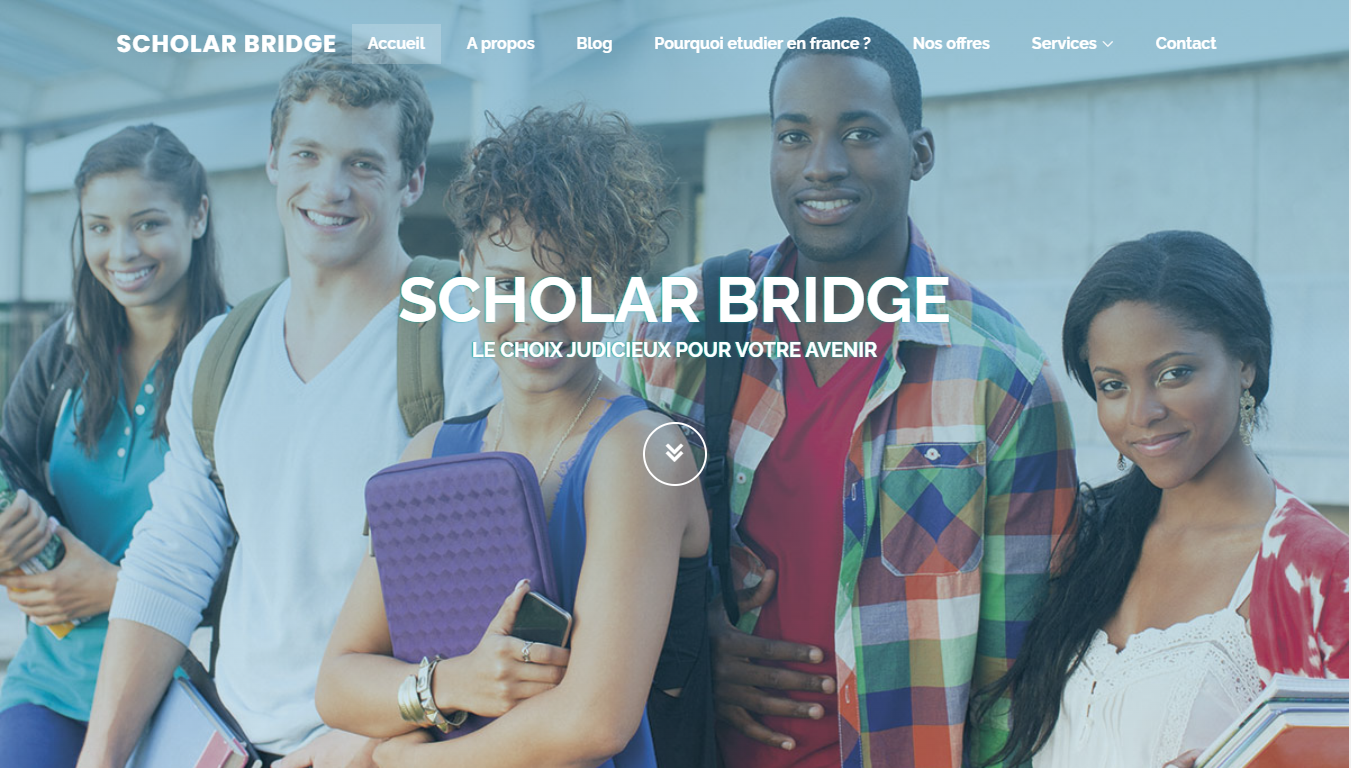 SCHOLAR BRIDGE Accueil A propos Blog Pourquoi etudier en france ? Nos offres Services Contact
SCHOLAR BRIDGE
LE CHOIX JUDICIEUX POUR VOTRE AVENIR